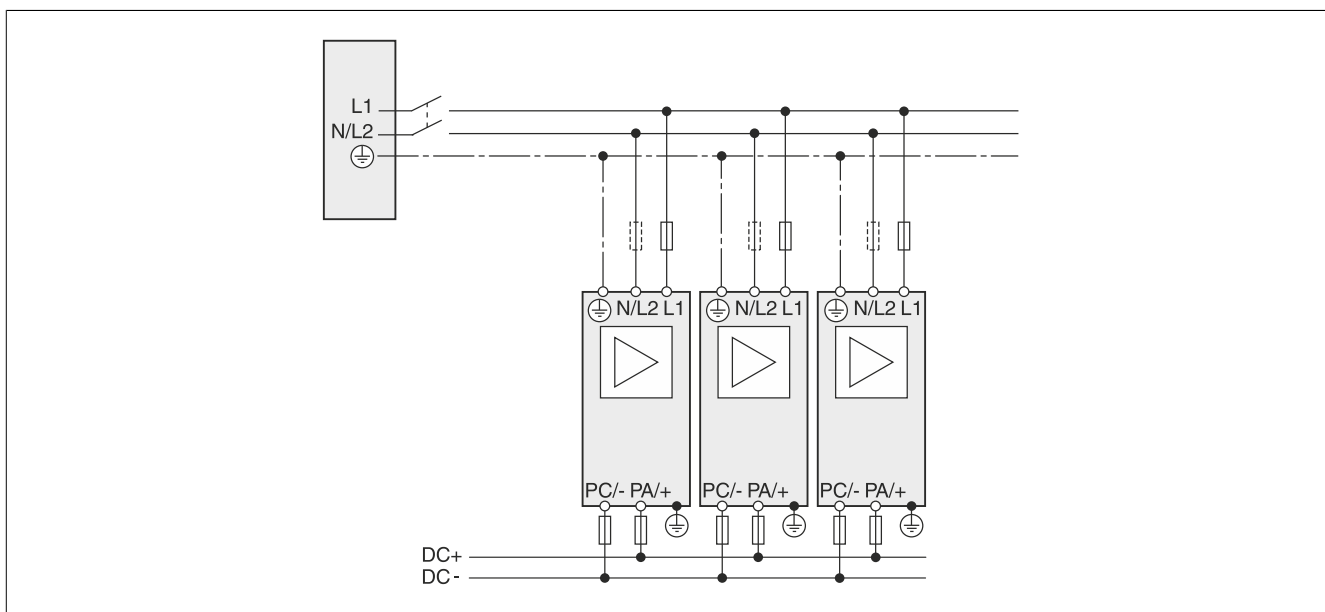 L1
N/L2
N/L2 L1
N/L2 L1
N/L2 L1
PC/- PA/+
PC/- PA/+
PC/- PA/+
DC+
DC-